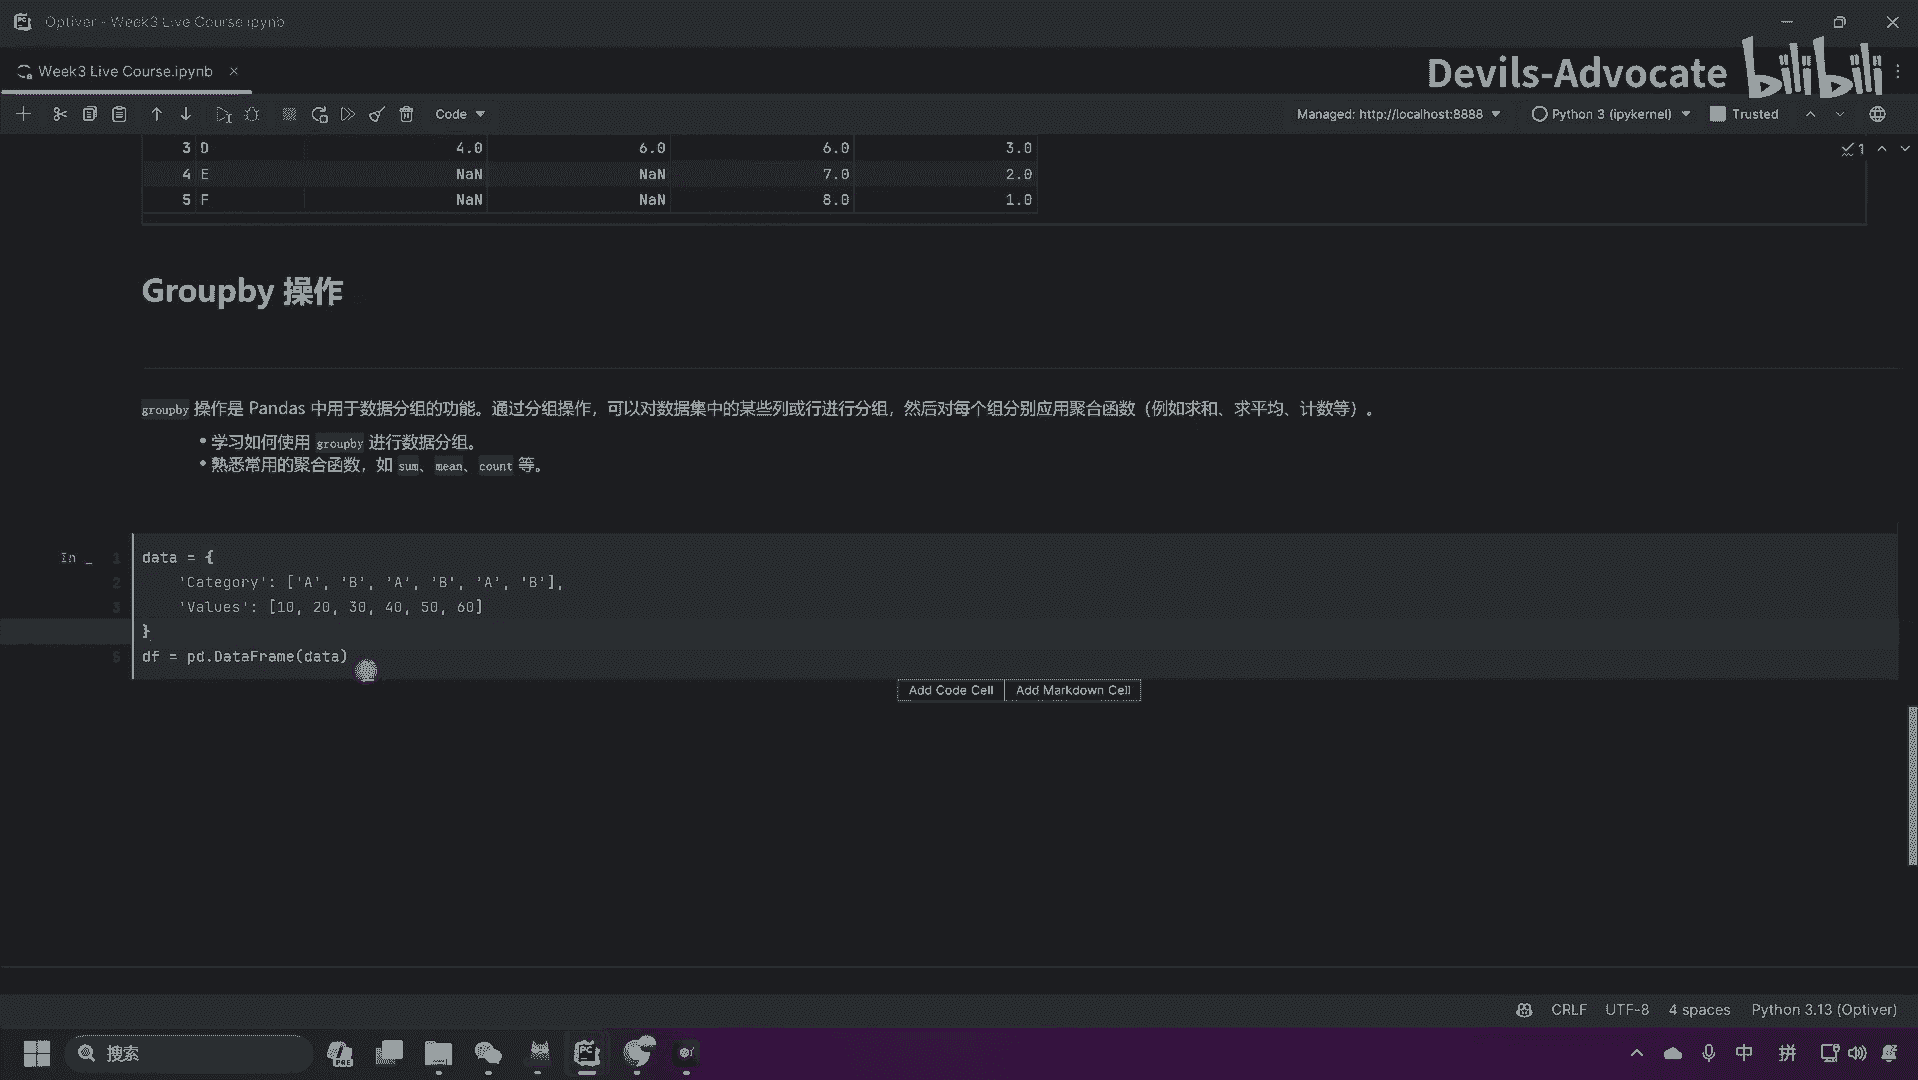 Optiver - Week3 Live Course.ipynb
Week3 Live Course.ipynb
Devils-Advocate bilibili
Code
Managed: http://localhost:8888
Python 3 (ipykernel)
Trusted
3 D 4.0 6.0 6.0 3.0
1
4 E NaN NaN 7.0 2.0
5 F NaN NaN 8.0 1.0
Groupby 操作
groupby 操作是 Pandas 中用于数据分组的功能。通过分组操作，可以对数据集中的某些列或行进行分组，然后对每个组分别应用聚合函数（例如求和、求平均、计数等）。
• 学习如何使用 groupby 进行数据分组。
• 熟悉常用的聚合函数，如 sum、mean、count 等。
In _ 1 data = {
2 'Category': ['A', 'B', 'A', 'B', 'A', 'B'],
3 'Values': [10, 20, 30, 40, 50, 60]
}
5 df = pd.DataFrame(data)
Add Code Cell
Add Markdown Cell
CRLF UTF-8 4 spaces Python 3.13 (Optiver)
搜索
中
拼